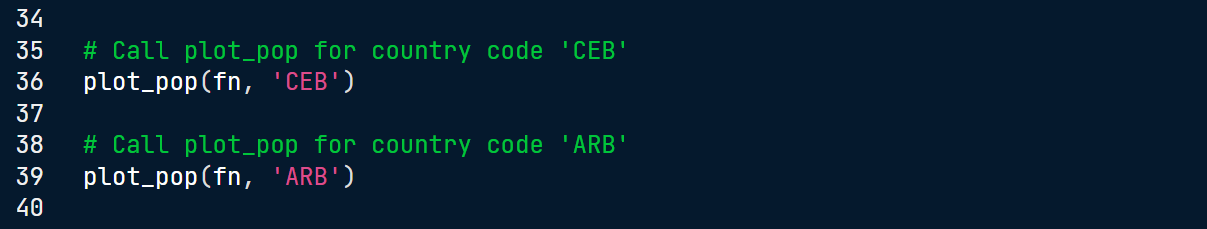 34
35 # Call plot_pop for country code 'CEB'
36 plot_pop(fn, 'CEB')
37
38 # Call plot_pop for country code 'ARB'
39 plot_pop(fn, 'ARB')
40